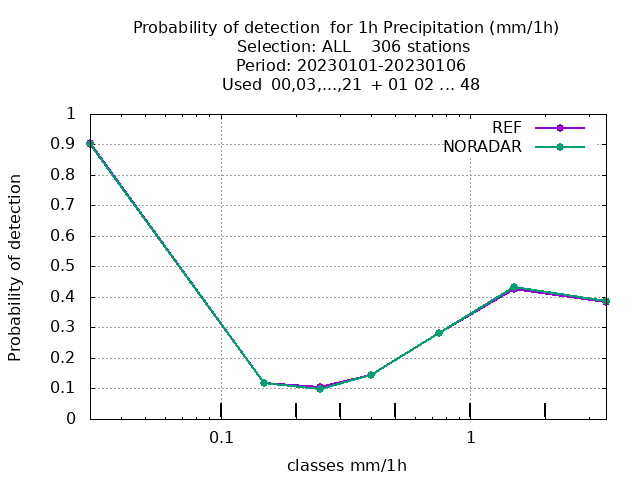 Probability of detection  for 1h Precipitation (mm/1h)
Selection: ALL    306 stations
Period: 20230101-20230106
Used  00,03,...,21  + 01 02 ... 48
REF
NORADAR
1
0.9
0.8
0.7
0.6
0.5
0.4
0.3
0.2
0.1
0
Probability of detection
0.1
1
classes mm/1h